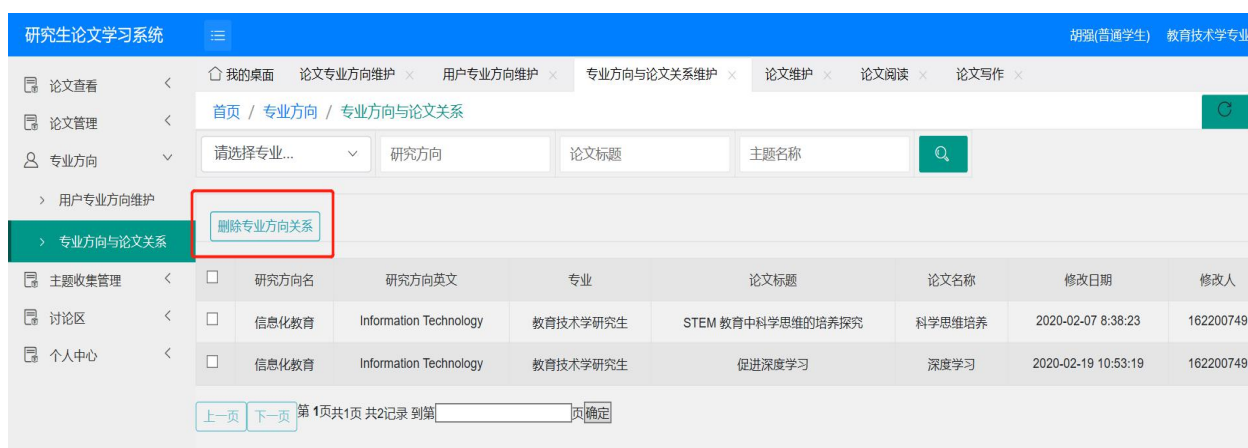 研究生论文学习系统 胡强(普通学生) 教育技术学专业
我的桌面 论文专业方向维护 × 用户专业方向维护 × 专业方向与论文关系维护 × 论文维护 × 论文阅读 × 论文写作 ×
论文查看
首页 / 专业方向 / 专业方向与论文关系
论文管理
请选择专业... 研究方向 论文标题 主题名称
专业方向
用户专业方向维护
删除专业方向关系
专业方向与论文关系
主题收集管理
研究方向名 研究方向英文 专业 论文标题 论文名称 修改日期 修改人
讨论区
信息化教育 Information Technology 教育技术学研究生 STEM 教育中科学思维的培养探究 科学思维培养 2020-02-07 8:38:23 162200749
个人中心
信息化教育 Information Technology 教育技术学研究生 促进深度学习 深度学习 2020-02-19 10:53:19 162200749
上一页 下一页 第 1页共1页 共2记录 到第 页 确定